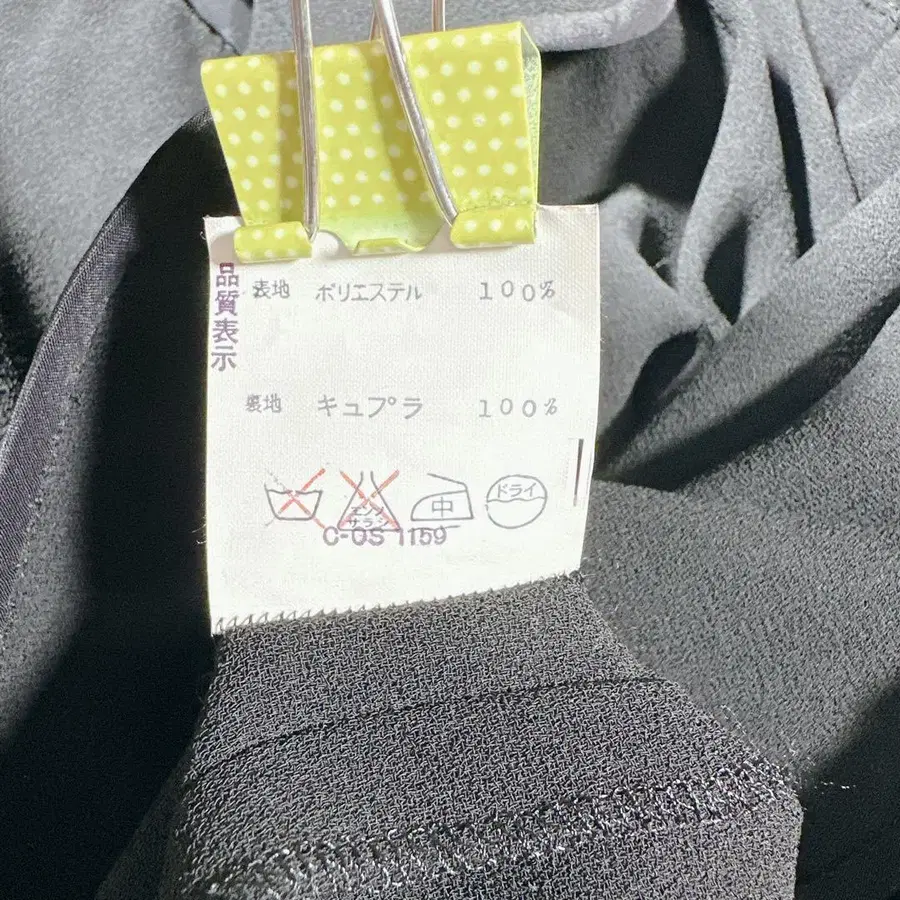 品質表示
表地 ポリエステル 100%
裏地 キュプラ 100%
エンソ
サラシ
中
ドライ
C-OS 1159